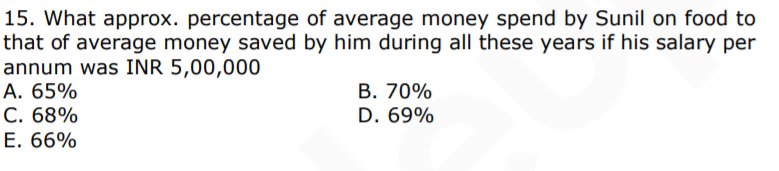 15. What approx. percentage of average money spend by Sunil on food to
that of average money saved by him during all these years if his salary per
annum was INR 5,00,000
A. 65% B. 70%
C. 68% D. 69%
E. 66%